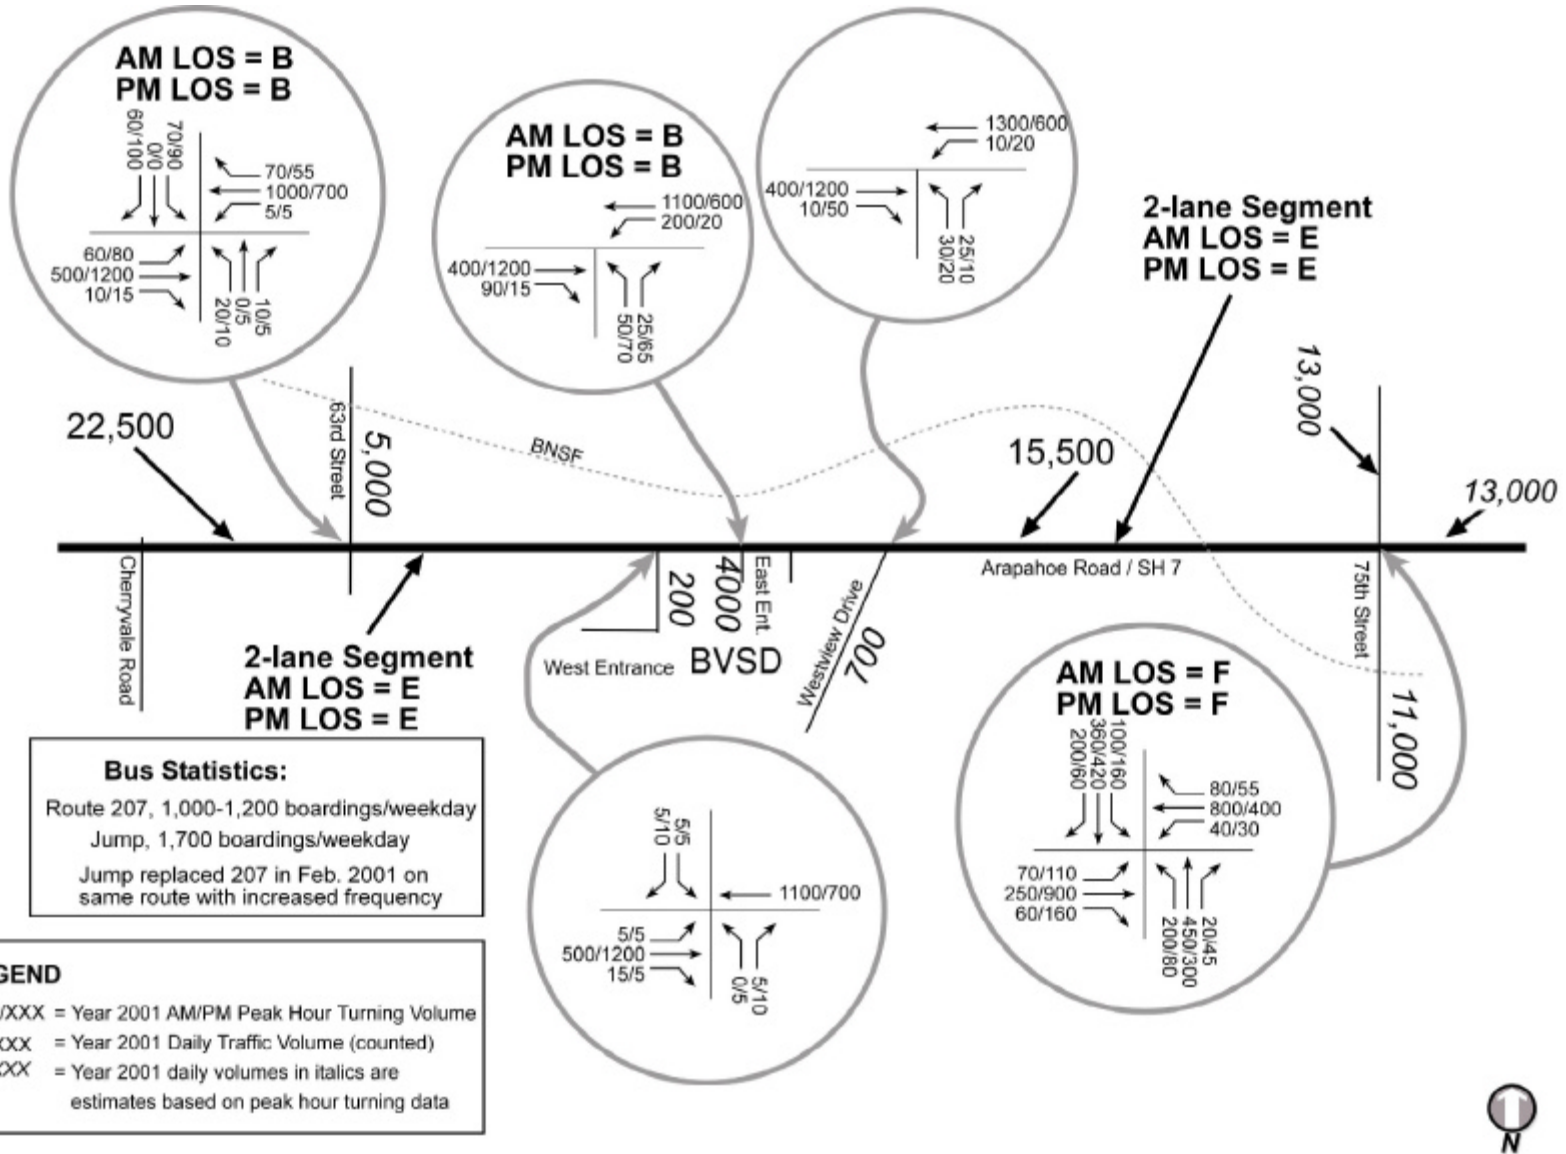 AM LOS = B
PM LOS = B
60/100
0/0
70/90
70/55
1000/700
5/5
60/80
500/1200
10/15
20/10
0/5
10/5
AM LOS = B
PM LOS = B
1100/600
200/20
400/1200
90/15
50/70
25/65
1300/600
10/20
400/1200
10/50
30/20
25/10
2-lane Segment
AM LOS = E
PM LOS = E
22,500
63rd Street
5,000
BNSF
15,500
13,000
13,000
Cherryvale Road
200
4000
East Ent.
Westview Drive
700
Arapahoe Road / SH 7
75th Street
11,000
West Entrance
BVSD
2-lane Segment
AM LOS = E
PM LOS = E
Bus Statistics:
Route 207, 1,000-1,200 boardings/weekday
Jump, 1,700 boardings/weekday
Jump replaced 207 in Feb. 2001 on
same route with increased frequency
5/10
5/5
1100/700
5/5
500/1200
15/5
0/5
5/10
AM LOS = F
PM LOS = F
200/60
360/420
100/160
80/55
800/400
40/30
70/110
250/900
60/160
200/80
450/300
20/45
GEND
/XXX = Year 2001 AM/PM Peak Hour Turning Volume
XXX = Year 2001 Daily Traffic Volume (counted)
XXX = Year 2001 daily volumes in italics are
estimates based on peak hour turning data
N